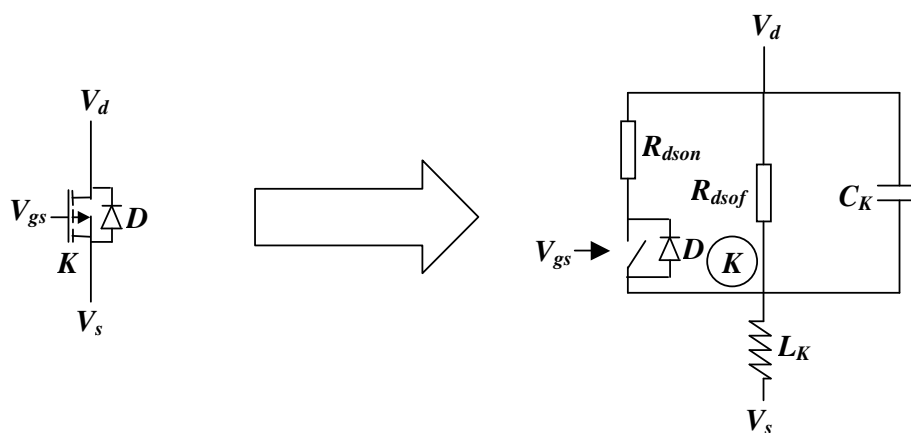 V_d
V_gs
D
K
V_s
V_d
R_dson
R_dsof
C_K
V_gs
D
K
L_K
V_s